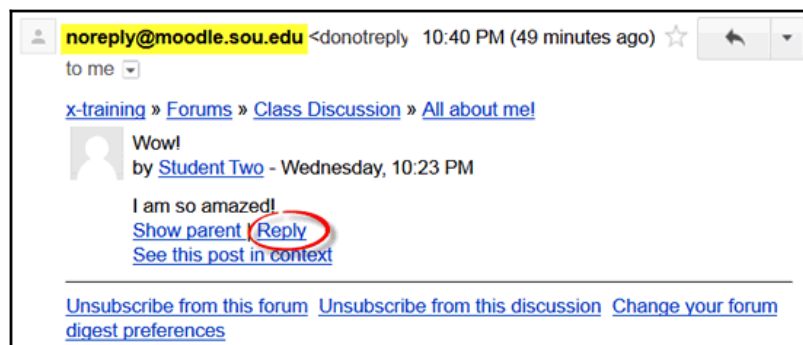 noreply@moodle.sou.edu <donotreply 10:40 PM (49 minutes ago)
to me
x-training » Forums » Class Discussion » All about me!
Wow!
by Student Two - Wednesday, 10:23 PM
I am so amazed!
Show parent | Reply
See this post in context
Unsubscribe from this forum Unsubscribe from this discussion Change your forum
digest preferences